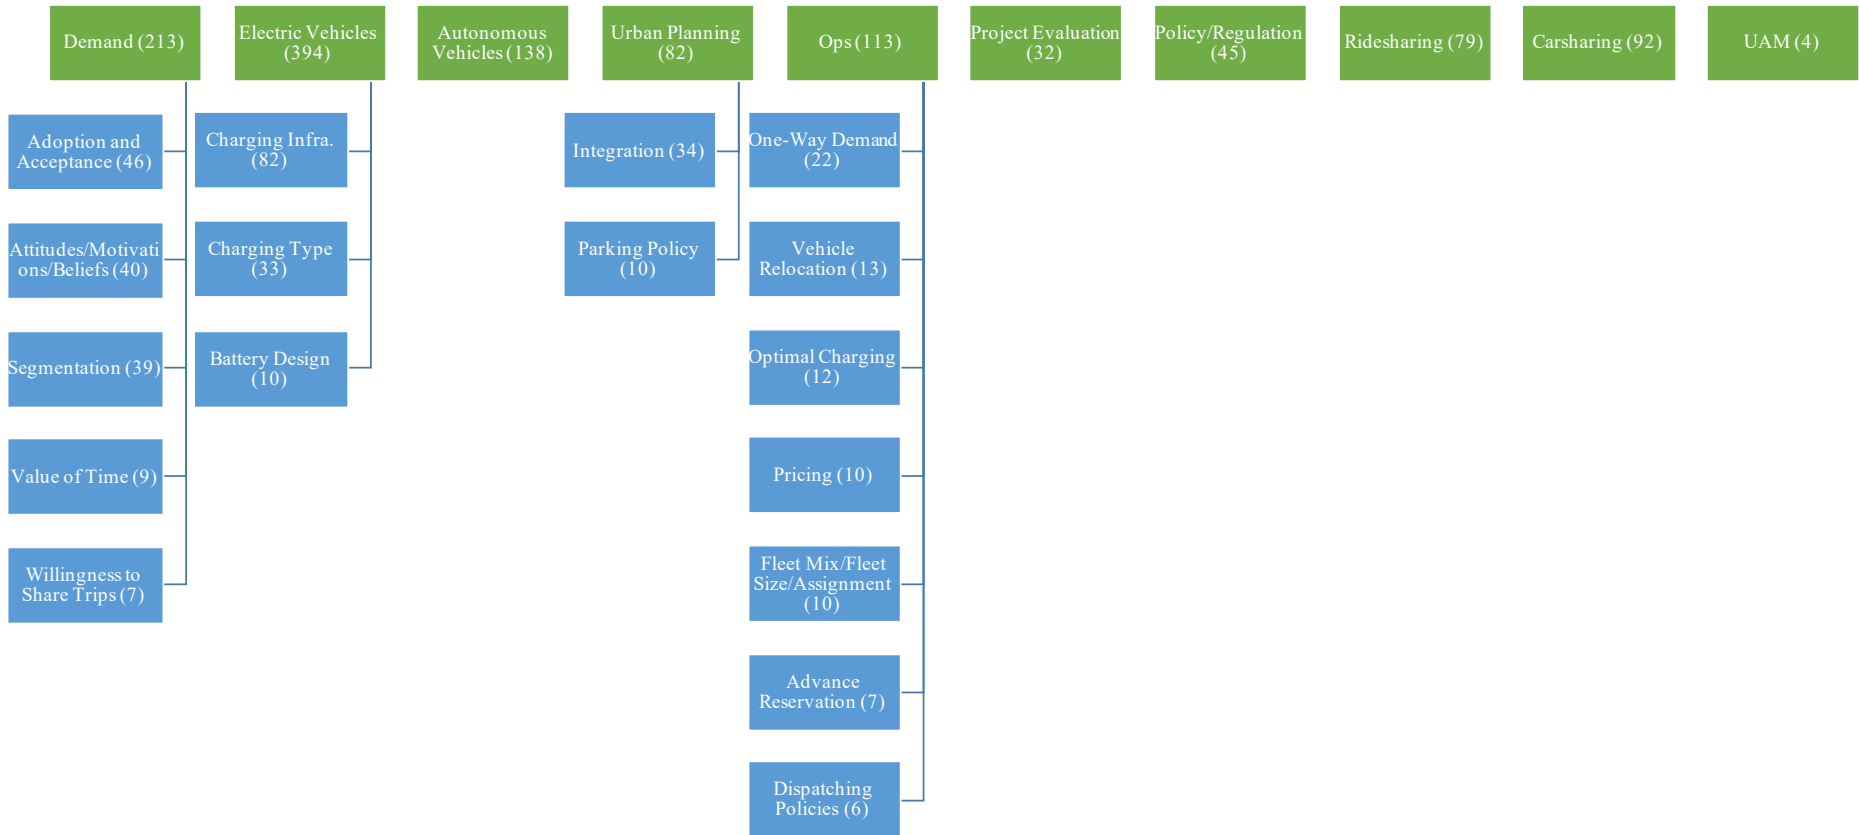 Demand (213)
Electric Vehicles
(394)
Autonomous
Vehicles (138)
Urban Planning
(82)
Ops (113)
Project Evaluation
(32)
Policy/Regulation
(45)
Ridesharing (79)
Carsharing (92)
UAM (4)
Adoption and
Acceptance (46)
Attitudes/Motivati
ons/Beliefs (40)
Segmentation (39)
Value of Time (9)
Willingness to
Share Trips (7)
Charging Infra.
(82)
Charging Type
(33)
Battery Design
(10)
Integration (34)
Parking Policy
(10)
One-Way Demand
(22)
Vehicle
Relocation (13)
Optimal Charging
(12)
Pricing (10)
Fleet Mix/Fleet
Size/Assignment
(10)
Advance
Reservation (7)
Dispatching
Policies (6)